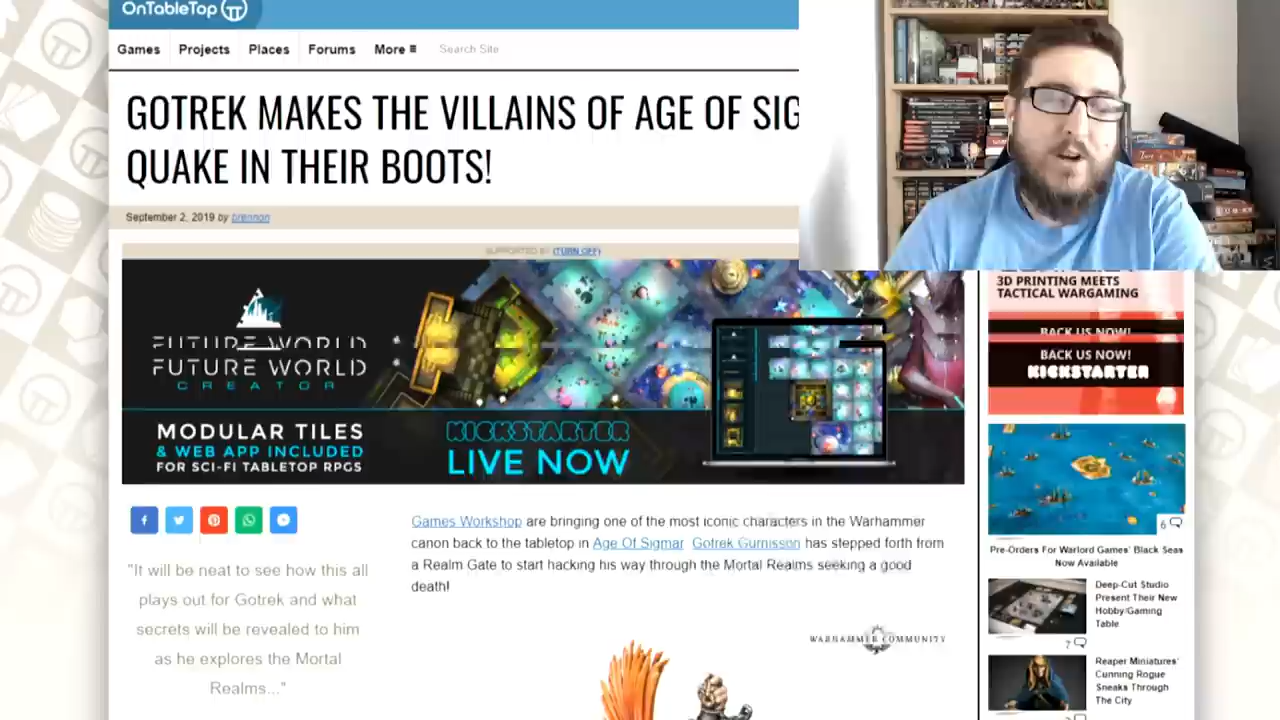 OnTableTop
Games Projects Places Forums More Search Site
GOTREK MAKES THE VILLAINS OF AGE OF SIG
QUAKE IN THEIR BOOTS!
September 2, 2019 by brennan
SUPPORTED BY (TURN OFF)
FUTURE WORLD
FUTURE WORLD
CREATOR
MODULAR TILES
& WEB APP INCLUDED
FOR SCI-FI TABLETOP RPGS
KICKSTARTER
LIVE NOW
"It will be neat to see how this all
plays out for Gotrek and what
secrets will be revealed to him
as he explores the Mortal
Realms..."
Games Workshop are bringing one of the most iconic characters in the Warhammer
canon back to the tabletop in Age Of Sigmar Gotrek Gurnisson has stepped forth from
a Realm Gate to start hacking his way through the Mortal Realms seeking a good
death!
WARHAMMER COMMUNITY
3D PRINTING MEETS
TACTICAL WARGAMING
BACK US NOW!
BACK US NOW!
KICKSTARTER
6
Pre-Orders For Warlord Games' Black Seas
Now Available
Deep-Cut Studio
Present Their New
Hobby/Gaming
Table
7
Reaper Miniatures'
Cunning Rogue
Sneaks Through
The City